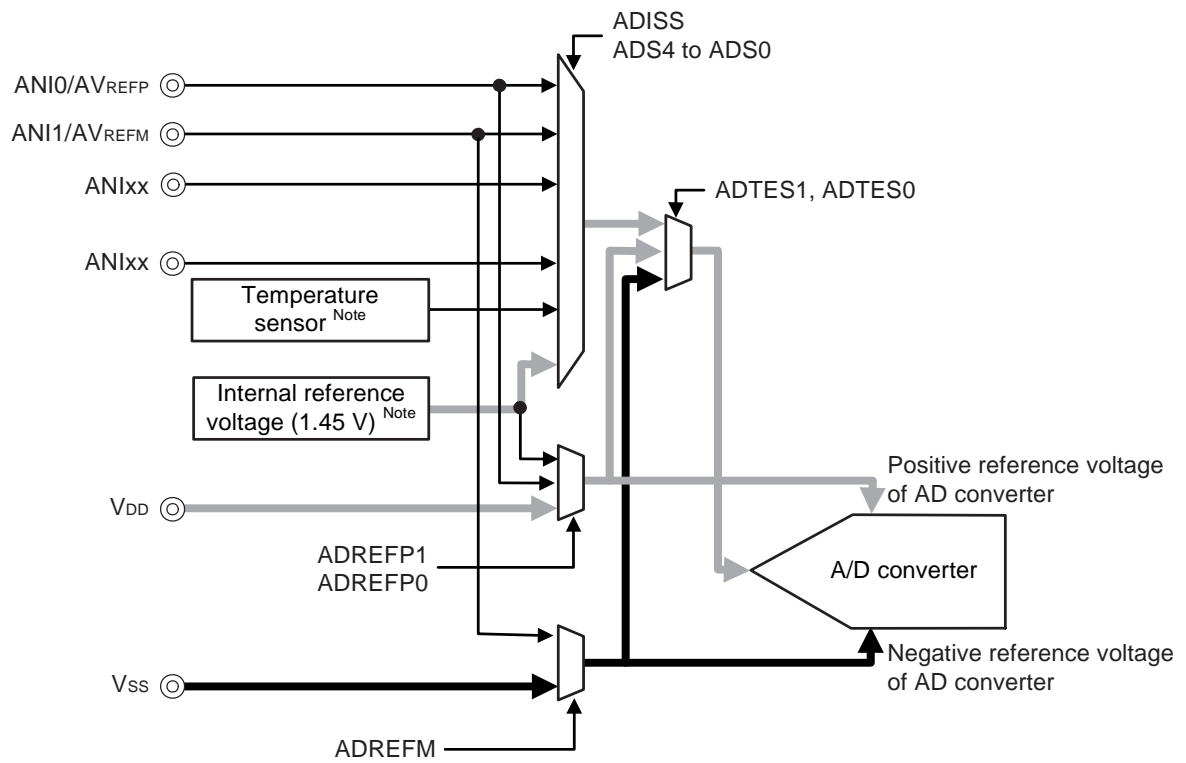 ADISS
ADS4 to ADS0
ANI0/AVREFP
ANI1/AVREFM
ANIxx
ADTES1, ADTES0
ANIxx
Temperature
sensor Note
Internal reference
voltage (1.45 V) Note
Positive reference voltage
of AD converter
VDD
ADREFP1
ADREFP0
A/D converter
Negative reference voltage
of AD converter
VSS
ADREFM